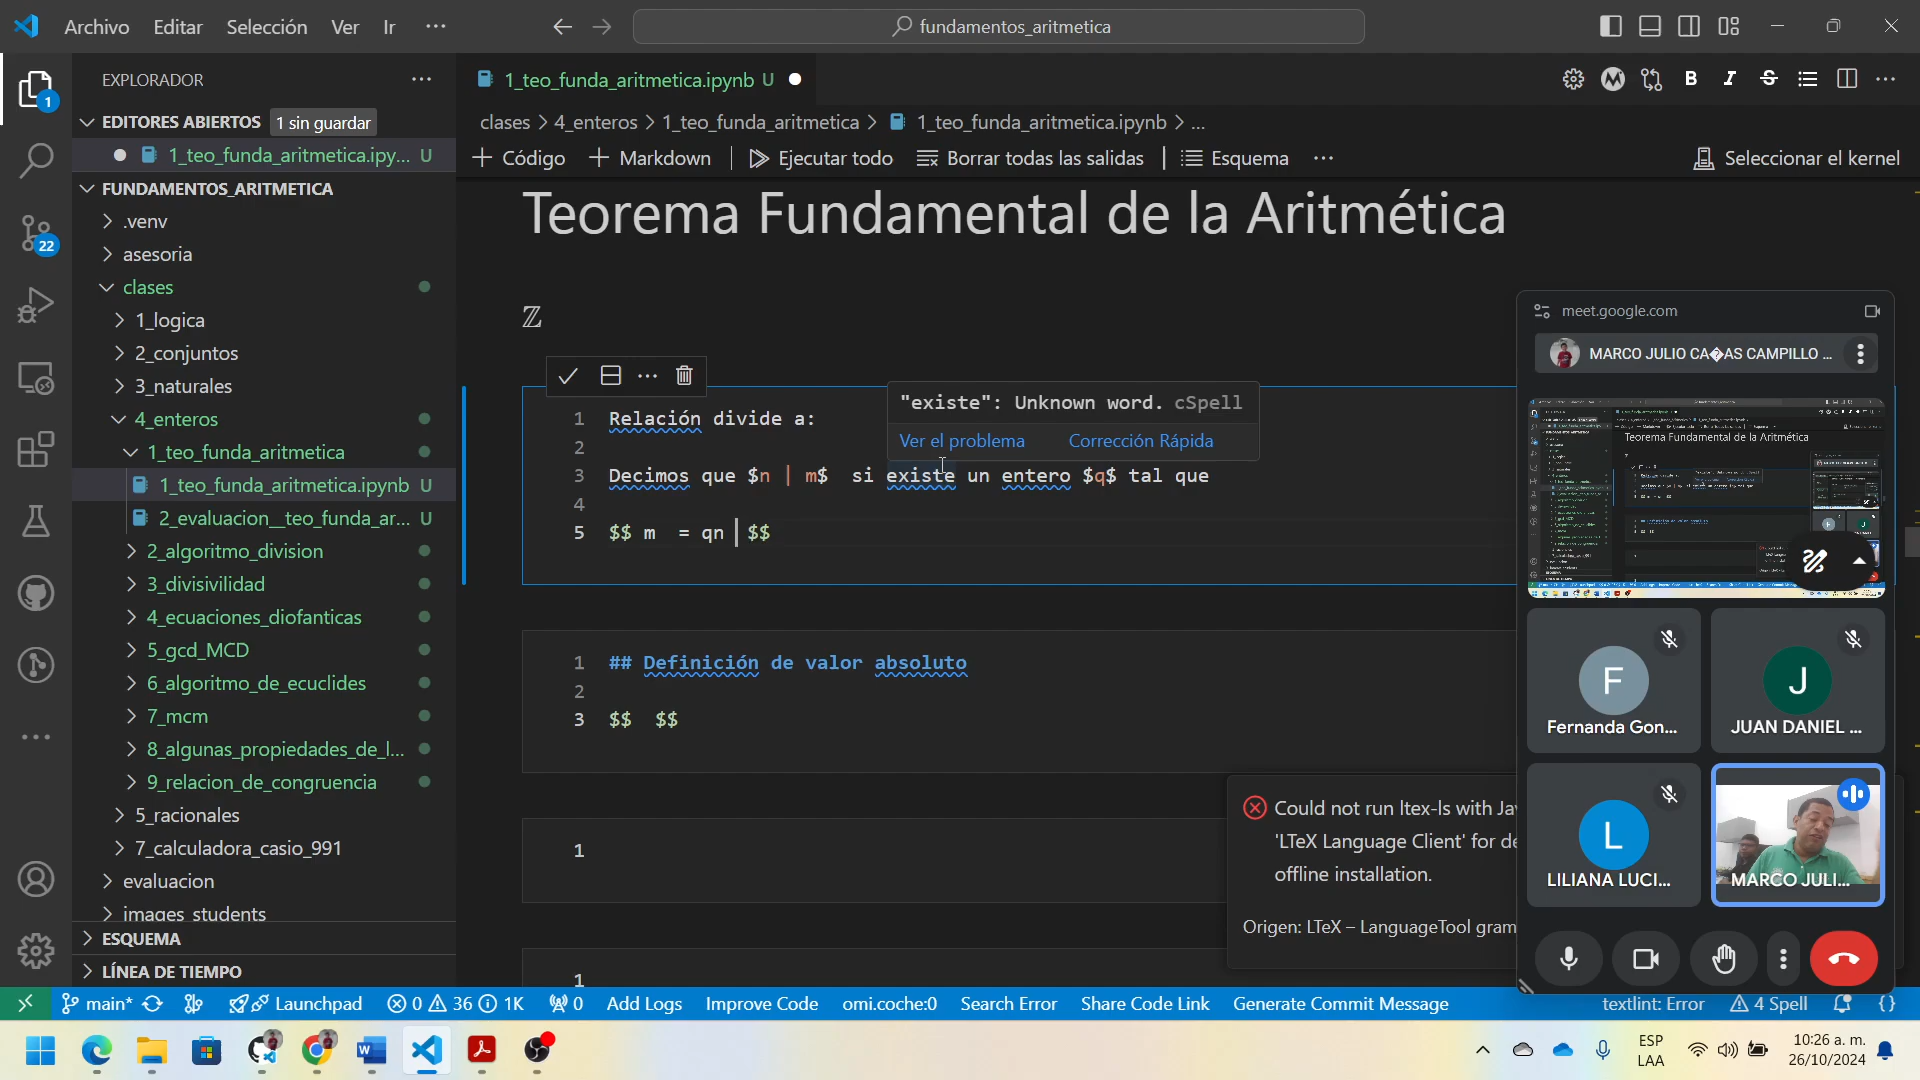 Archivo Editar Selección Ver Ir ··· fundamentos_aritmetica
EXPLORADOR ···
EDITORES ABIERTOS 1 sin guardar
1_teo_funda_aritmetica.ipy... U
FUNDAMENTOS_ARITMETICA
.venv
asesoria
clases
1_logica
2_conjuntos
3_naturales
4_enteros
1_teo_funda_aritmetica
1_teo_funda_aritmetica.ipynb U
2_evaluacion__teo_funda_ar... U
2_algoritmo_division
3_divisivilidad
4_ecuaciones_diofanticas
5_gcd_MCD
6_algoritmo_de_ecuclides
7_mcm
8_algunas_propiedades_de_l...
9_relacion_de_congruencia
5_racionales
7_calculadora_casio_991
evaluacion
images students
ESQUEMA
LÍNEA DE TIEMPO
1
22
1_teo_funda_aritmetica.ipynb U
clases > 4_enteros > 1_teo_funda_aritmetica > 1_teo_funda_aritmetica.ipynb > ...
+ Código + Markdown Ejecutar todo Borrar todas las salidas Esquema ··· Seleccionar el kernel
Teorema Fundamental de la Aritmética
ℤ
1 Relación divide a:
2
3 Decimos que $n | m$ si existe un entero $q$ tal que
4
5 $$ m = qn $$
"existe": Unknown word. cSpell
Ver el problema Corrección Rápida
1 ## Definición de valor absoluto
2
3 $$ $$
1
1
Could not run ltex-ls with Jav
'LTeX Language Client' for de
offline installation.
Origen: LTeX – LanguageTool gram
meet.google.com
MARCO JULIO CA�AS CAMPILLO ...
F
Fernanda Gon...
J
JUAN DANIEL ...
L
LILIANA LUCI...
MARCO JULI...
main* Launchpad 0 36 1K 0 Add Logs Improve Code omi.coche:0 Search Error Share Code Link Generate Commit Message textlint: Error 4 Spell {}
ESP
LAA
10:26 a. m.
26/10/2024